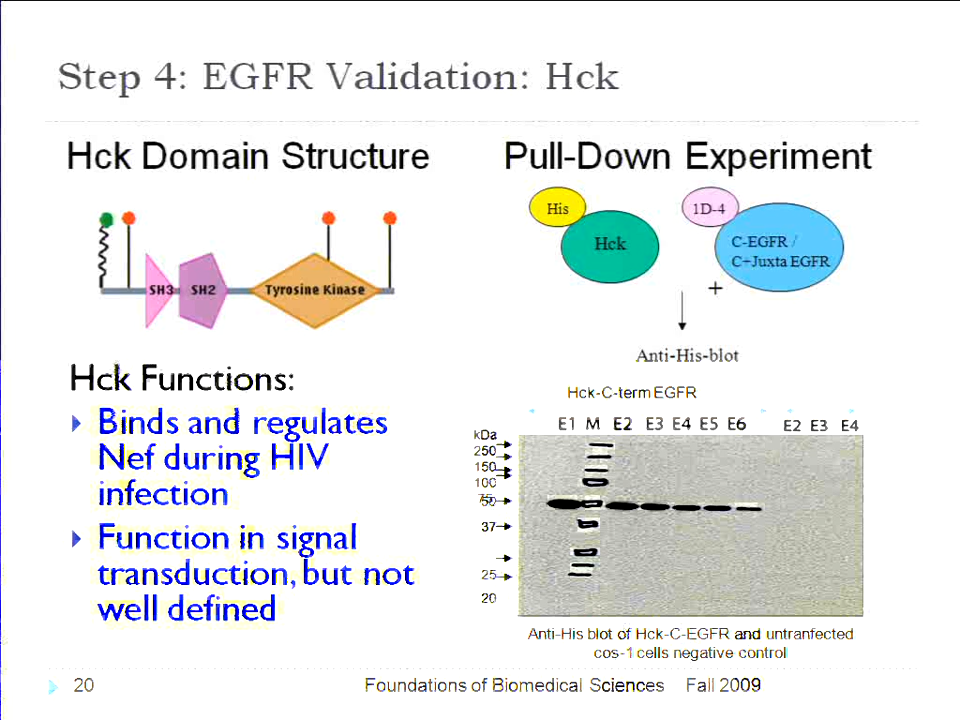 Step 4: EGFR Validation: Hck
Hck Domain Structure
SH3
SH2
Tyrosine Kinase
Hck Functions:
Binds and regulates
Nef during HIV
infection
Function in signal
transduction, but not
well defined
Pull-Down Experiment
His
Hck
1D-4
C-EGFR /
C+Juxta EGFR
+
Anti-His-blot
Hck-C-term EGFR
E1 M E2 E3 E4 E5 E6 E2 E3 E4
kDa
250
150
100
75
50
37
25
20
Anti-His blot of Hck-C-EGFR and untranfected
cos-1 cells negative control
20
Foundations of Biomedical Sciences Fall 2009